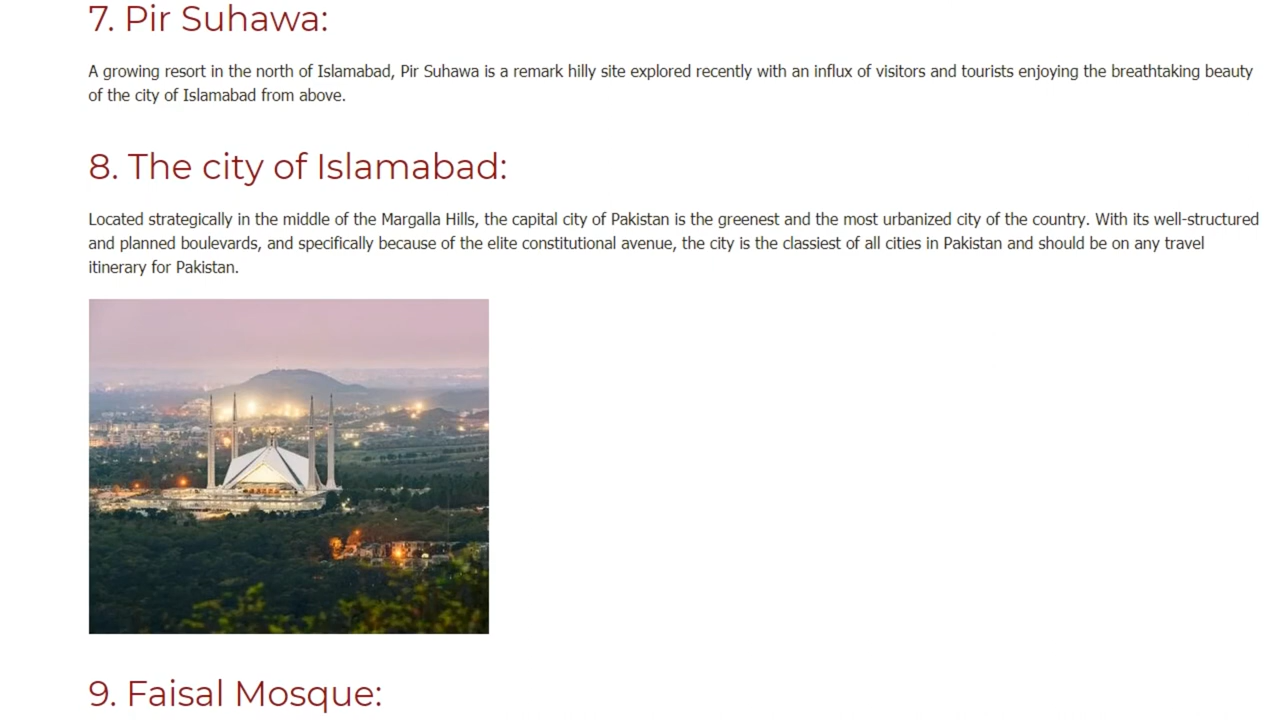 7. Pir Suhawa:
A growing resort in the north of Islamabad, Pir Suhawa is a remark hilly site explored recently with an influx of visitors and tourists enjoying the breathtaking beauty
of the city of Islamabad from above.
8. The city of Islamabad:
Located strategically in the middle of the Margalla Hills, the capital city of Pakistan is the greenest and the most urbanized city of the country. With its well-structured
and planned boulevards, and specifically because of the elite constitutional avenue, the city is the classiest of all cities in Pakistan and should be on any travel
itinerary for Pakistan.
9. Faisal Mosque: